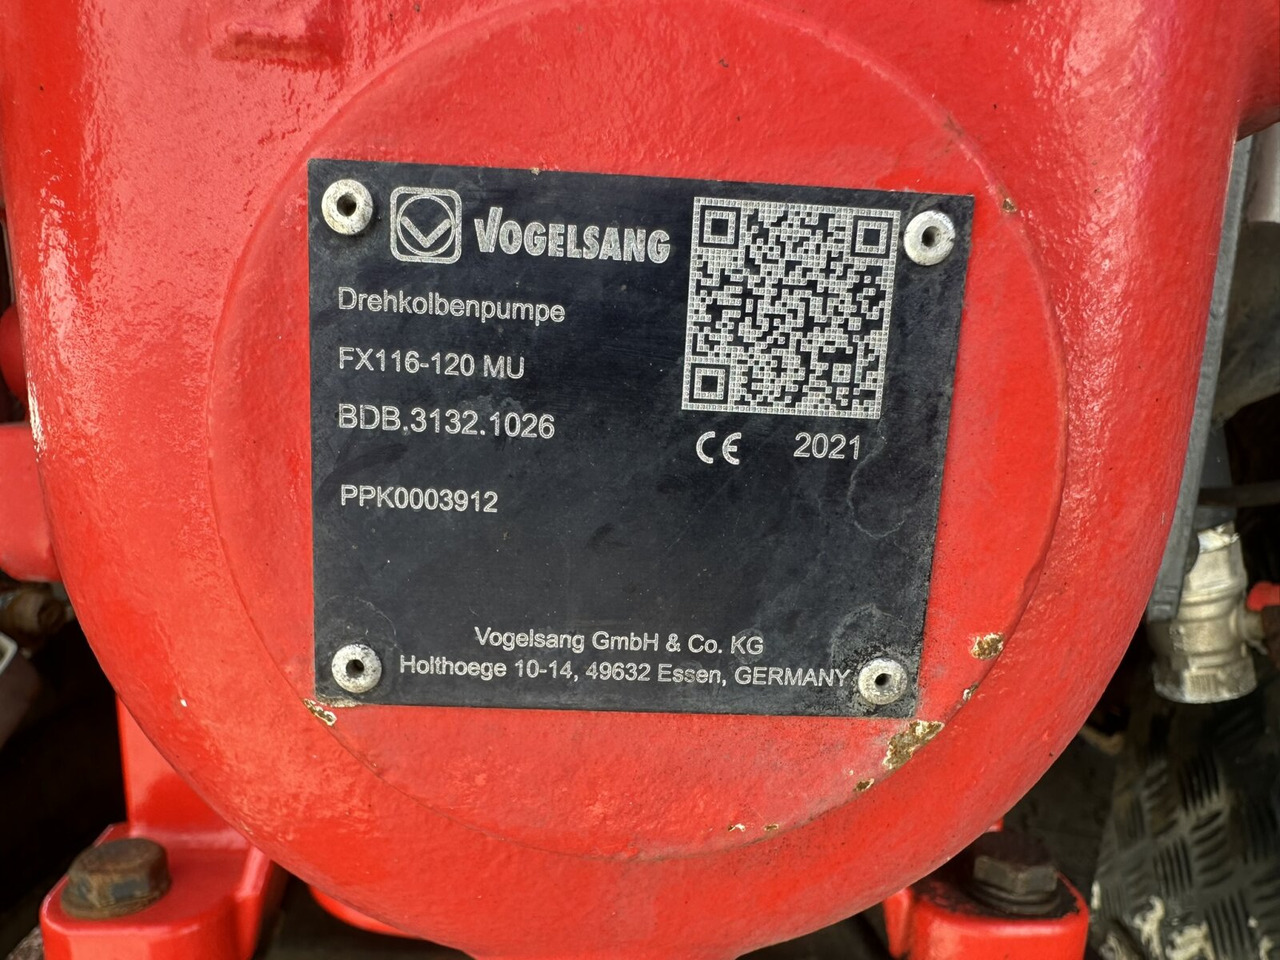 VOGELSANG
Drehkolbenpumpe
FX116-120 MU
BDB.3132.1026
CE 2021
PPK0003912
Vogelsang GmbH & Co. KG
Holthoege 10-14, 49632 Essen, GERMANY